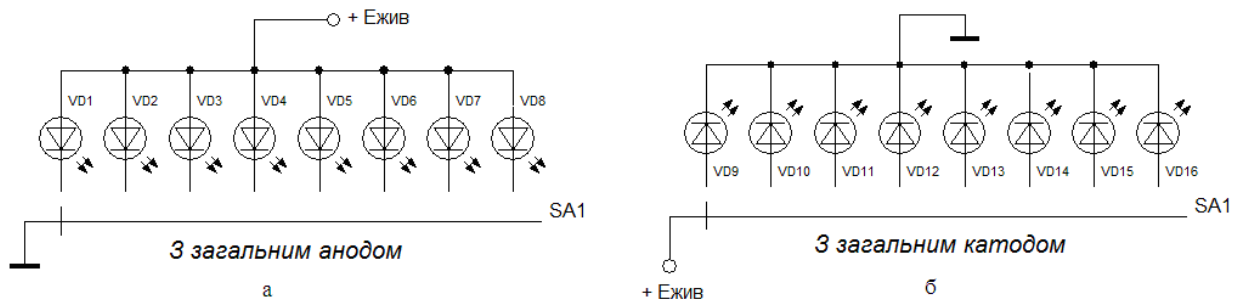 + Ежив
VD1 VD2 VD3 VD4 VD5 VD6 VD7 VD8
SA1
З загальним анодом
а
VD9 VD10 VD11 VD12 VD13 VD14 VD15 VD16
SA1
З загальним катодом
+ Ежив
б